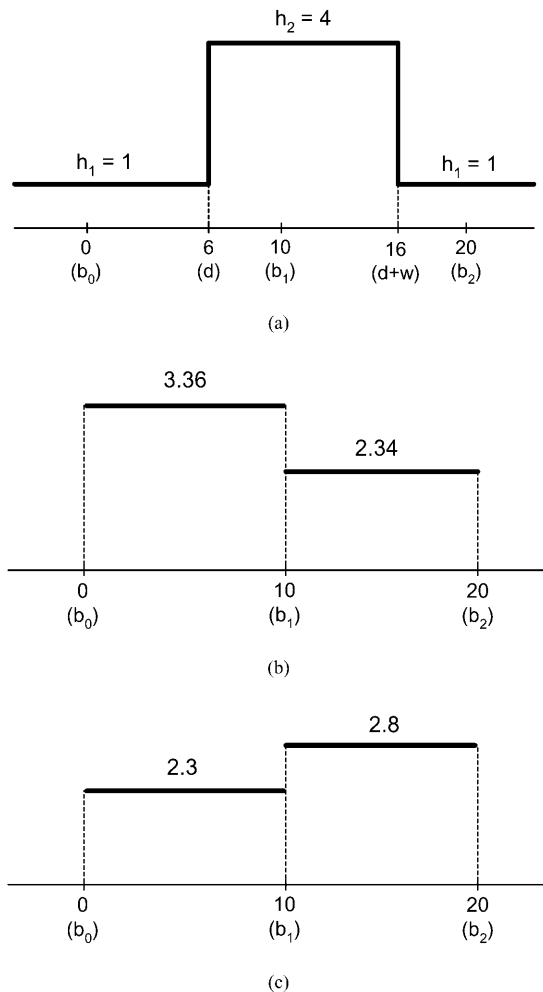 h₂ = 4
h₁ = 1 h₁ = 1
0 6 10 16 20
(b₀) (d) (b₁) (d+w) (b₂)
(a)
3.36
2.34
0 10 20
(b₀) (b₁) (b₂)
(b)
2.8
2.3
0 10 20
(b₀) (b₁) (b₂)
(c)